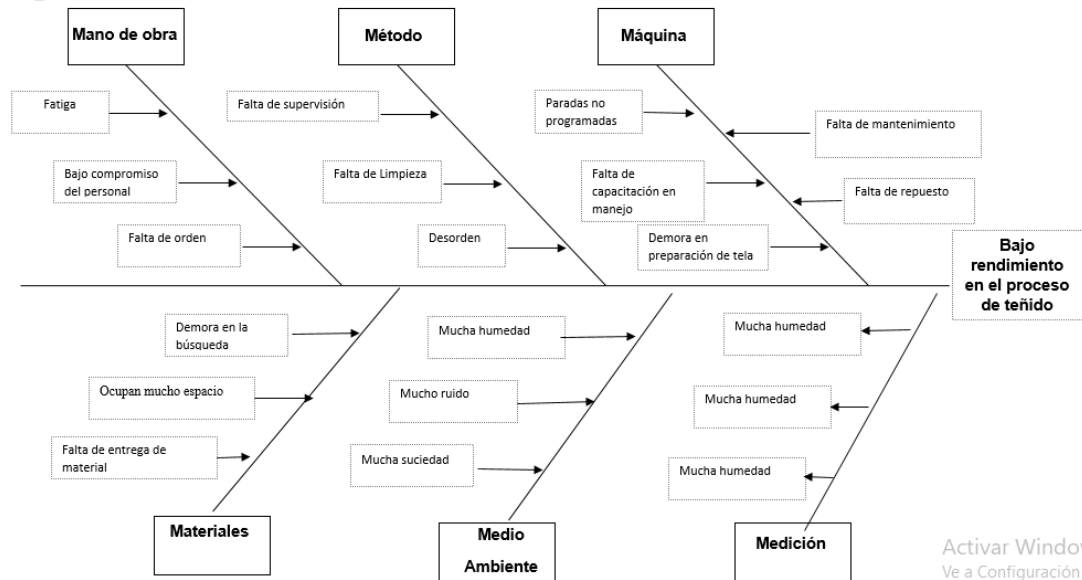 Mano de obra
Método
Máquina
Fatiga
Falta de supervisión
Paradas no
programadas
Falta de mantenimiento
Bajo compromiso
del personal
Falta de Limpieza
Falta de
capacitación en
manejo
Falta de repuesto
Falta de orden
Desorden
Demora en
preparación de tela
Bajo
rendimiento
en el proceso
de teñido
Demora en la
búsqueda
Mucha humedad
Mucha humedad
Ocupan mucho espacio
Mucho ruido
Mucha humedad
Falta de entrega de
material
Mucha suciedad
Mucha humedad
Materiales
Medio
Ambiente
Medición
Activar Window
Ve a Configuración